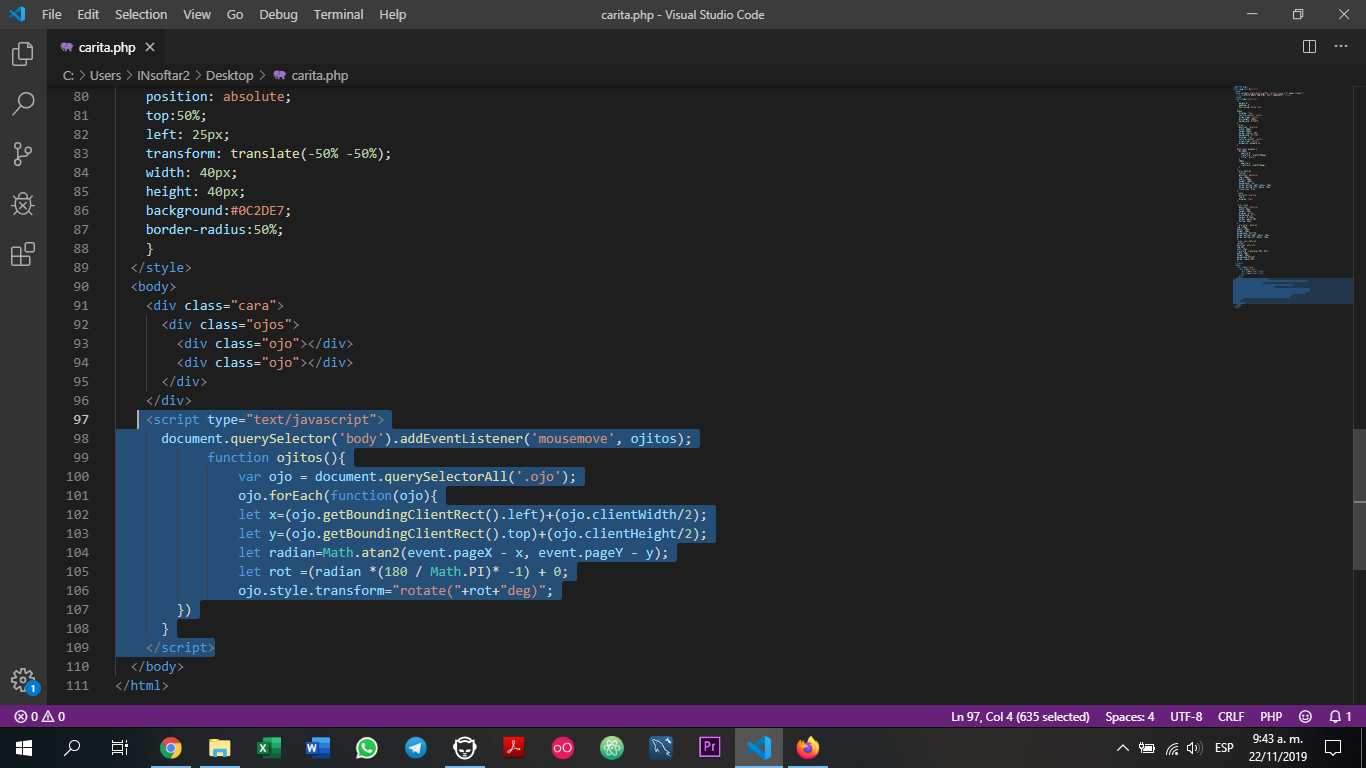 File Edit Selection View Go Debug Terminal Help
carita.php - Visual Studio Code
carita.php
C: > Users > INsoftar2 > Desktop > carita.php
80 position: absolute;
81 top:50%;
82 left: 25px;
83 transform: translate(-50% -50%);
84 width: 40px;
85 height: 40px;
86 background:#0C2DE7;
87 border-radius:50%;
88 }
89 </style>
90 <body>
91 <div class="cara">
92 <div class="ojos">
93 <div class="ojo"></div>
94 <div class="ojo"></div>
95 </div>
96 </div>
97 <script type="text/javascript">
98 document.querySelector('body').addEventListener('mousemove', ojitos);
99 function ojitos(){
100 var ojo = document.querySelectorAll('.ojo');
101 ojo.forEach(function(ojo){
102 let x=(ojo.getBoundingClientRect().left)+(ojo.clientWidth/2);
103 let y=(ojo.getBoundingClientRect().top)+(ojo.clientHeight/2);
104 let radian=Math.atan2(event.pageX - x, event.pageY - y);
105 let rot =(radian *(180 / Math.PI)* -1) + 0;
106 ojo.style.transform="rotate("+rot+"deg)";
107 })
108 }
109 </script>
110 </body>
111 </html>
1
0 0
Ln 97, Col 4 (635 selected) Spaces: 4 UTF-8 CRLF PHP 1
ESP
9:43 a. m.
22/11/2019